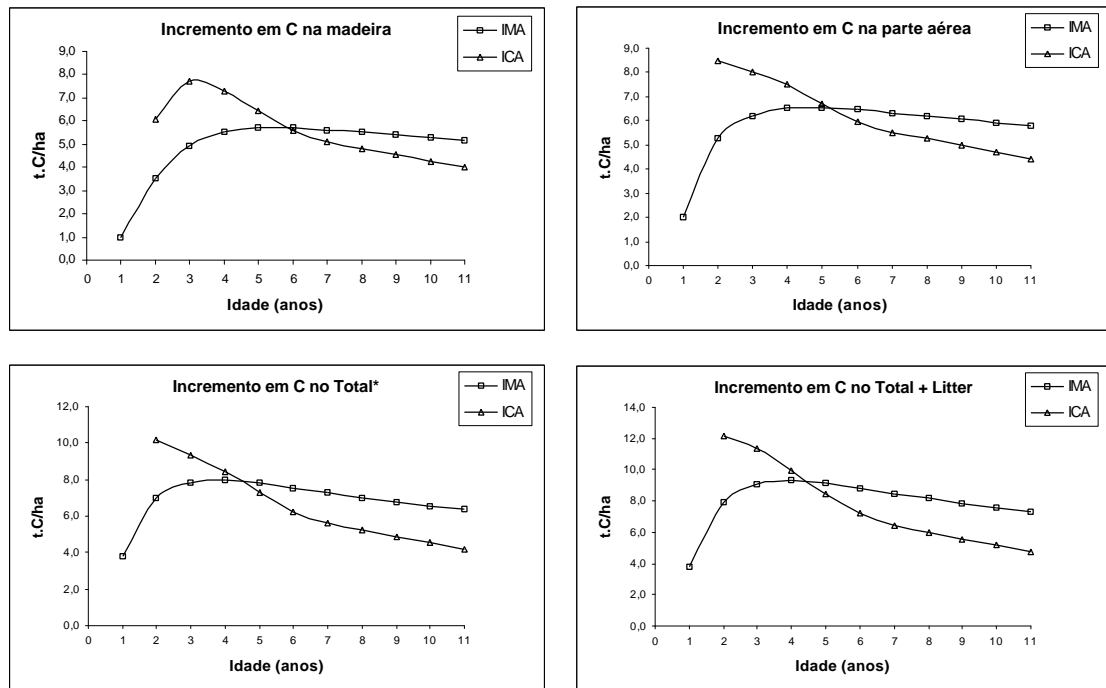 Incremento em C na madeira
IMA
ICA
9,0
8,0
7,0
6,0
5,0
4,0
3,0
2,0
1,0
0,0
t.C/ha
0 1 2 3 4 5 6 7 8 9 10 11
Idade (anos)
Incremento em C na parte aérea
IMA
ICA
9,0
8,0
7,0
6,0
5,0
4,0
3,0
2,0
1,0
0,0
t.C/ha
0 1 2 3 4 5 6 7 8 9 10 11
Idade (anos)
Incremento em C no Total*
IMA
ICA
12,0
10,0
8,0
6,0
4,0
2,0
0,0
t.C/ha
0 1 2 3 4 5 6 7 8 9 10 11
Idade (anos)
Incremento em C no Total + Litter
IMA
ICA
14,0
12,0
10,0
8,0
6,0
4,0
2,0
0,0
t.C/ha
0 1 2 3 4 5 6 7 8 9 10 11
Idade (anos)